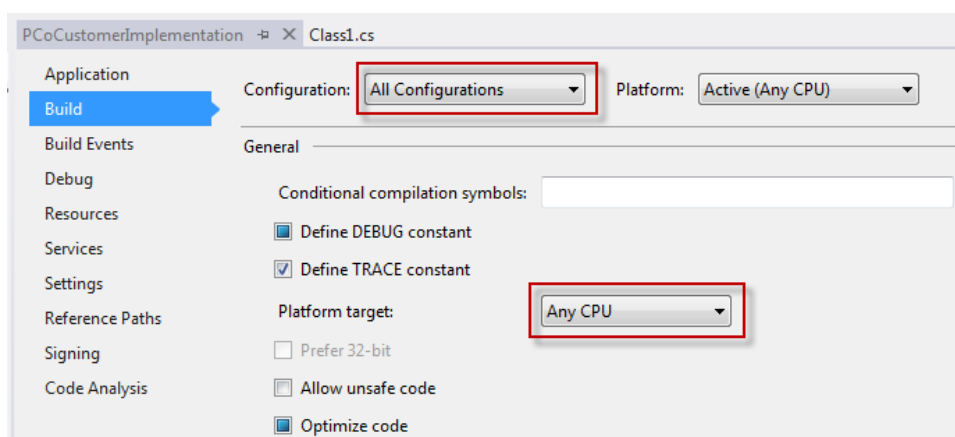 PCoCustomerImplementation Class1.cs
Application
Build
Build Events
Debug
Resources
Services
Settings
Reference Paths
Signing
Code Analysis
Configuration: All Configurations Platform: Active (Any CPU)
General
Conditional compilation symbols:
Define DEBUG constant
Define TRACE constant
Platform target: Any CPU
Prefer 32-bit
Allow unsafe code
Optimize code